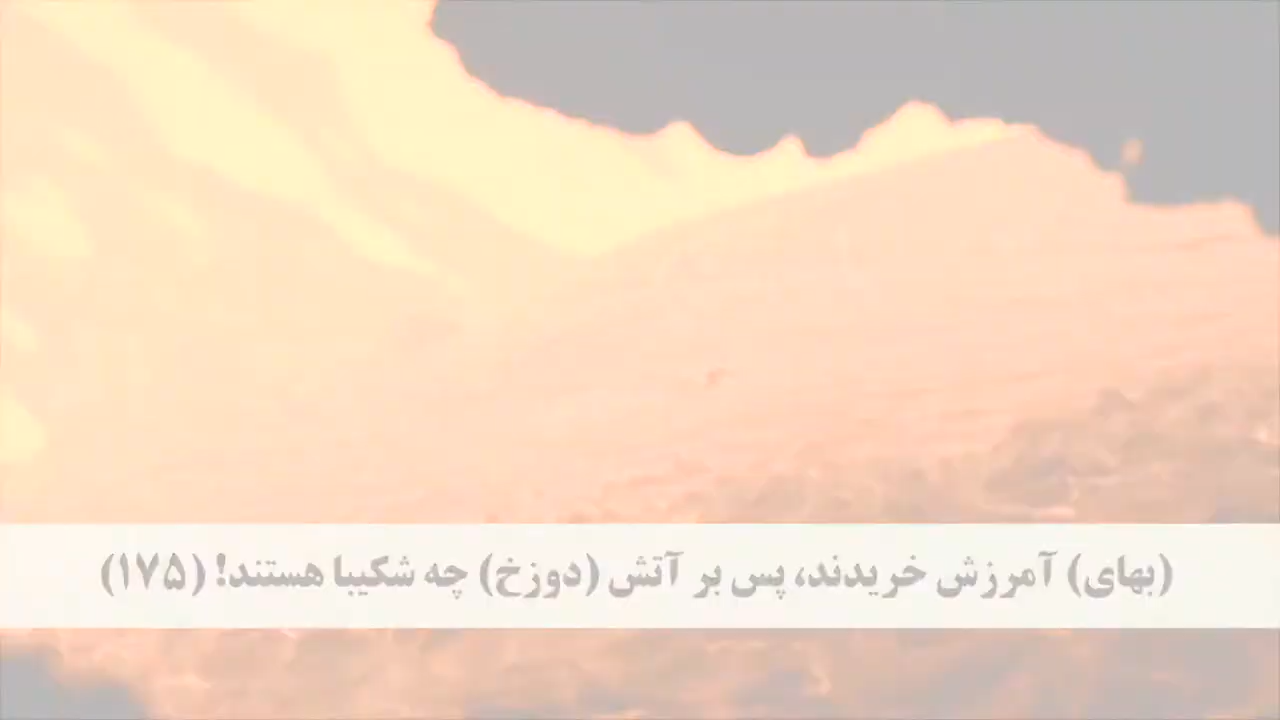 (بهای) آمرزش خریدند، پس بر آتش (دوزخ) چه شکیبا هستند! (۱۷۵)